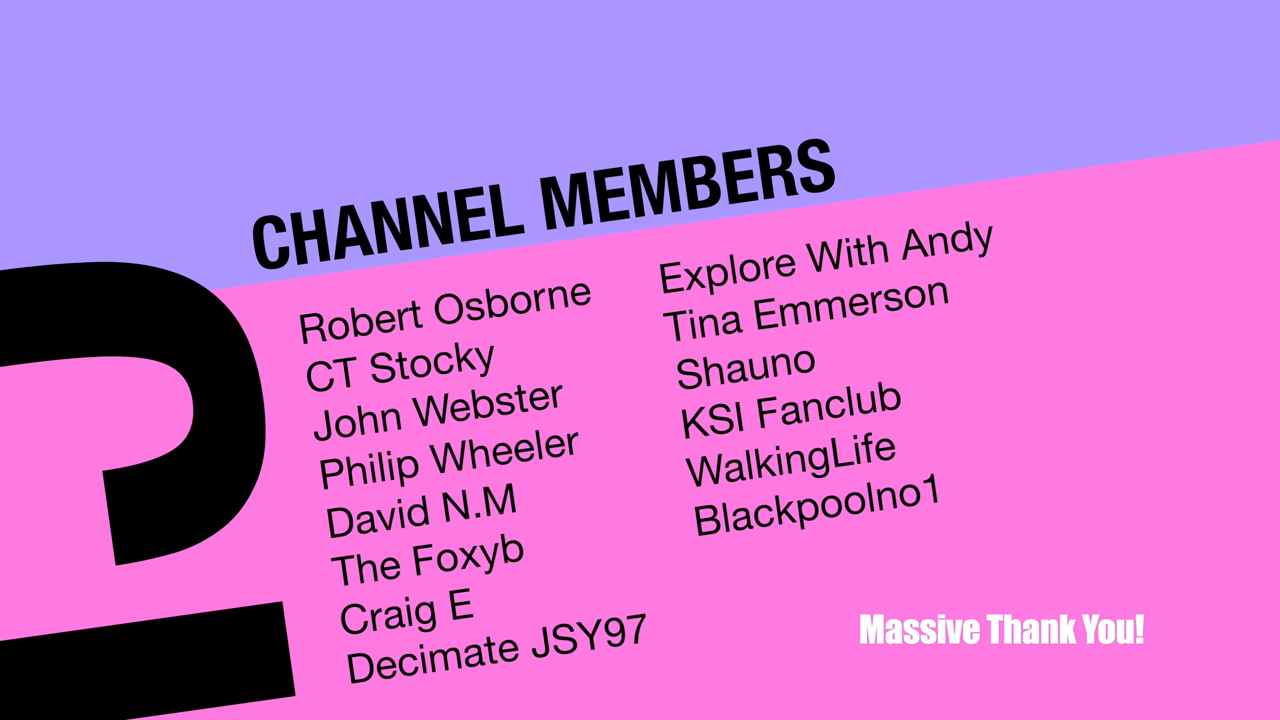 CHANNEL MEMBERS
Robert Osborne
CT Stocky
John Webster
Philip Wheeler
David N.M
The Foxyb
Craig E
Decimate JSY97
Explore With Andy
Tina Emmerson
Shauno
KSI Fanclub
WalkingLife
Blackpoolno1
Massive Thank You!